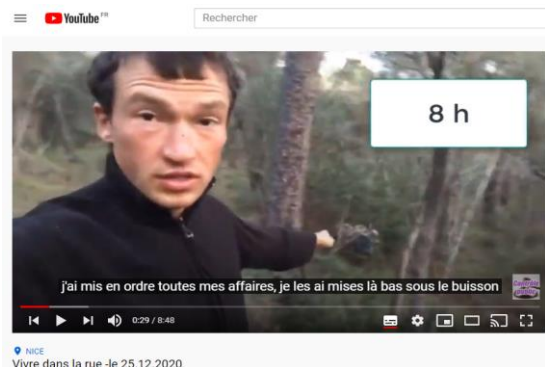 YouTube FR
Rechercher
8 h
j'ai mis en ordre toutes mes affaires, je les ai mises là bas sous le buisson
0:29 / 8:48
NICE
Vivre dans la rue -le 25.12.2020